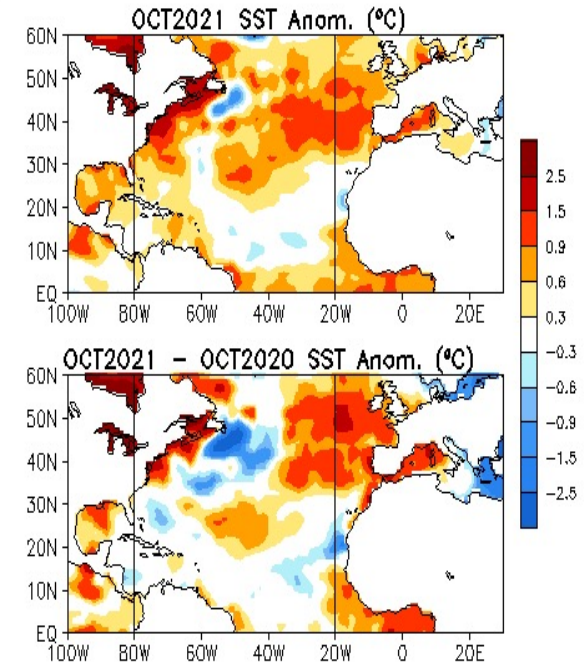 OCT2021 SST Anom. (ºC)
60N
50N
40N
30N
20N
10N
EQ
100W 80W 60W 40W 20W 0 20E
2.5
1.5
0.9
0.6
0.3
-0.3
-0.6
-0.9
-1.5
-2.5
OCT2021 - OCT2020 SST Anom. (ºC)
60N
50N
40N
30N
20N
10N
EQ
100W 80W 60W 40W 20W 0 20E